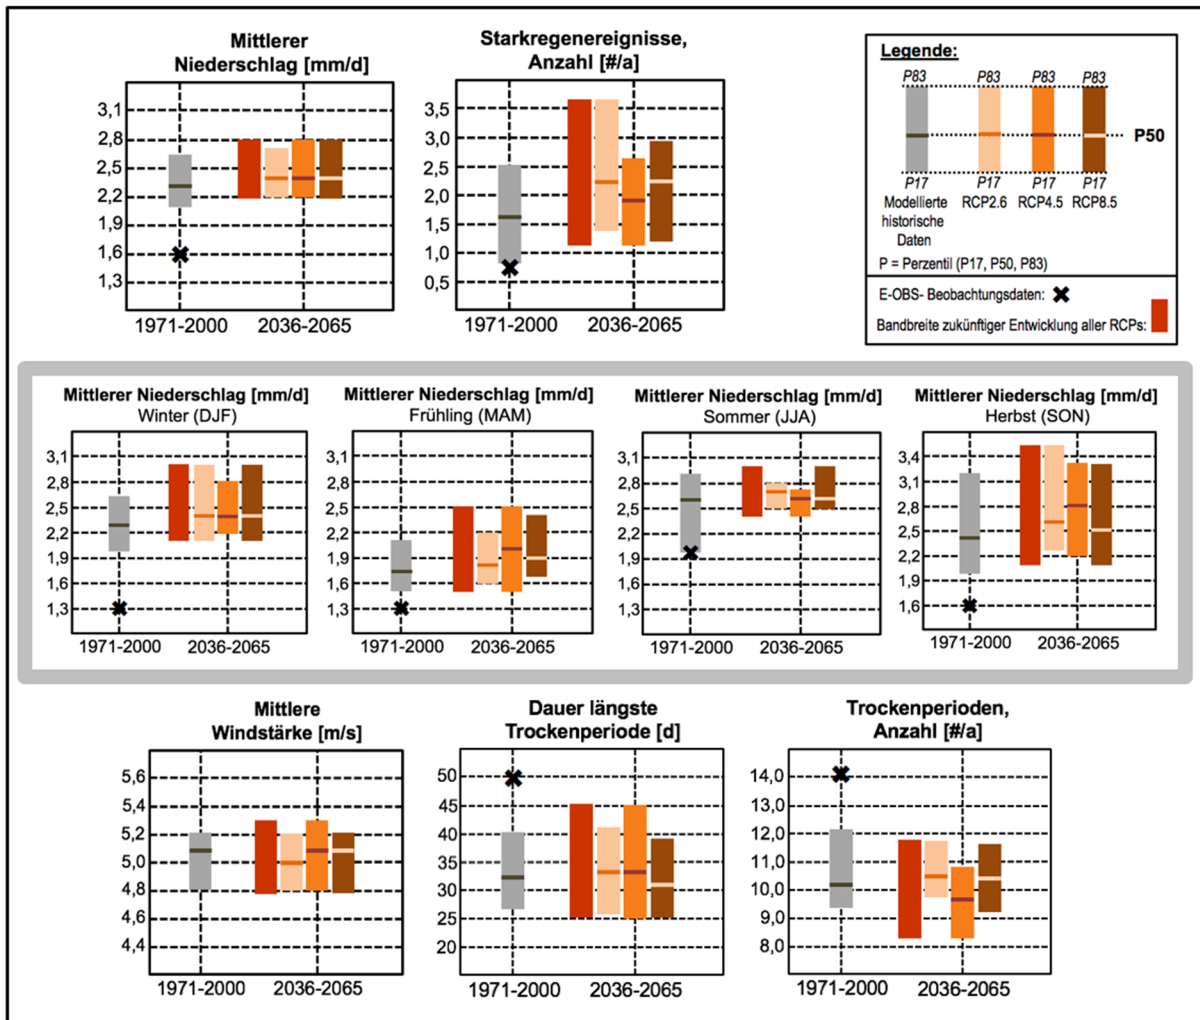 Mittlerer
Niederschlag [mm/d]
3,1
2,8
2,5
2,2
1,9
1,6
1,3
1971-2000
2036-2065
Starkregenereignisse,
Anzahl [#/a]
3,5
3,0
2,5
2,0
1,5
1,0
0,5
1971-2000
2036-2065
Legende:
P83 P83 P83 P83
P50
P17 P17 P17 P17
Modellierte RCP2.6 RCP4.5 RCP8.5
historische
Daten
P = Perzentil (P17, P50, P83)
E-OBS- Beobachtungsdaten:
Bandbreite zukünftiger Entwicklung aller RCPs:
Mittlerer Niederschlag [mm/d]
Winter (DJF)
3,1
2,8
2,5
2,2
1,9
1,6
1,3
1971-2000
2036-2065
Mittlerer Niederschlag [mm/d]
Frühling (MAM)
3,1
2,8
2,5
2,2
1,9
1,6
1,3
1971-2000
2036-2065
Mittlerer Niederschlag [mm/d]
Sommer (JJA)
3,1
2,8
2,5
2,2
1,9
1,6
1,3
1971-2000
2036-2065
Mittlerer Niederschlag [mm/d]
Herbst (SON)
3,4
3,1
2,8
2,5
2,2
1,9
1,6
1971-2000
2036-2065
Mittlere
Windstärke [m/s]
5,6
5,4
5,2
5,0
4,8
4,6
4,4
1971-2000
2036-2065
Dauer längste
Trockenperiode [d]
50
45
40
35
30
25
20
1971-2000
2036-2065
Trockenperioden,
Anzahl [#/a]
14,0
13,0
12,0
11,0
10,0
9,0
8,0
1971-2000
2036-2065